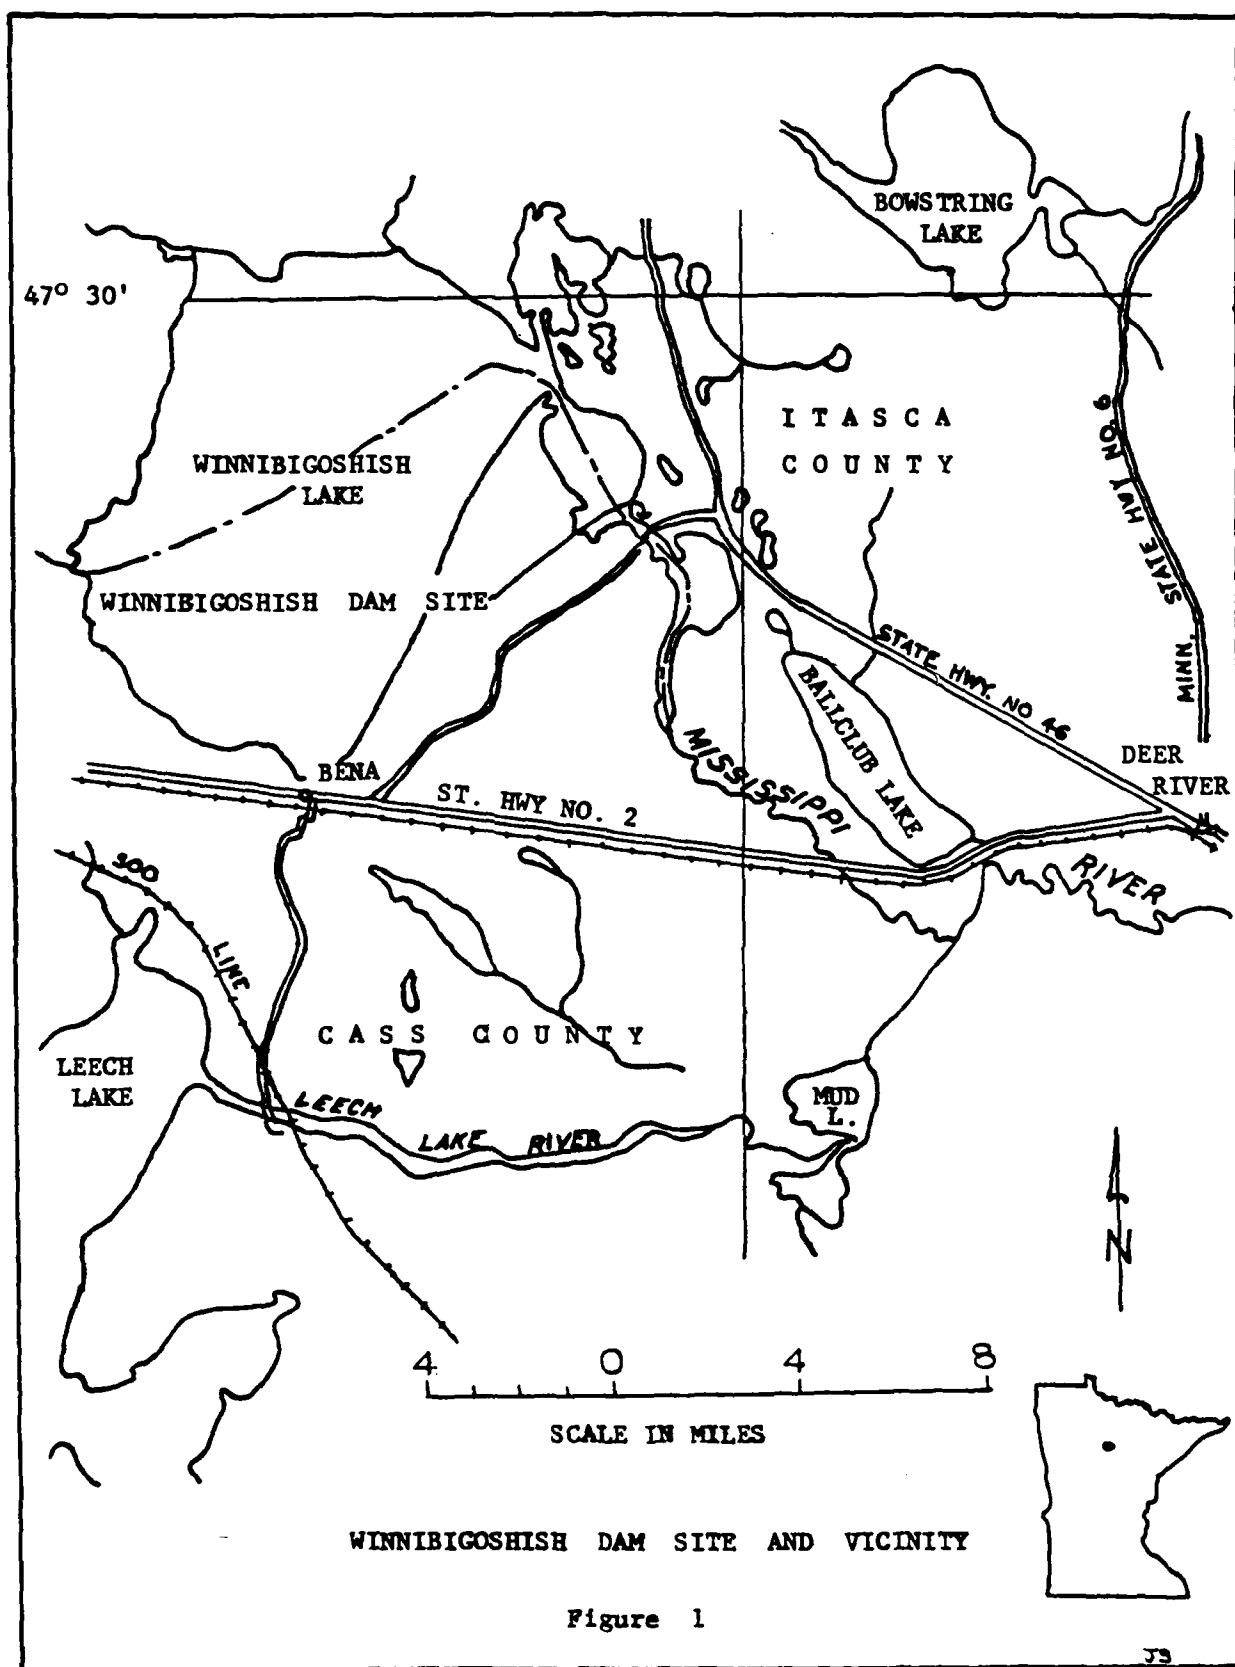 BOWSTRING
LAKE
47° 30'
ITASCA
COUNTY
STATE HWY NO. 6
MINN.
WINNIBIGOSHISH
LAKE
WINNIBIGOSHISH DAM SITE
STATE HWY. NO 46
BALLCLUB LAKE
MISSISSIPPI
RIVER
DEER
RIVER
BENA
ST. HWY NO. 2
SOO
LINE
CASS COUNTY
LEECH
LAKE
LEECH
LAKE RIVER
MUD
L.
N
4 0 4 8
SCALE IN MILES
WINNIBIGOSHISH DAM SITE AND VICINITY
Figure 1
JS